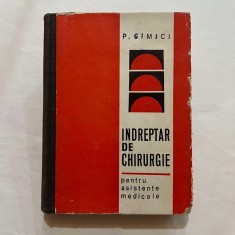 P. GÎMICI
INDREPTAR
DE
CHIRURGIE
pentru
asistente
medicale